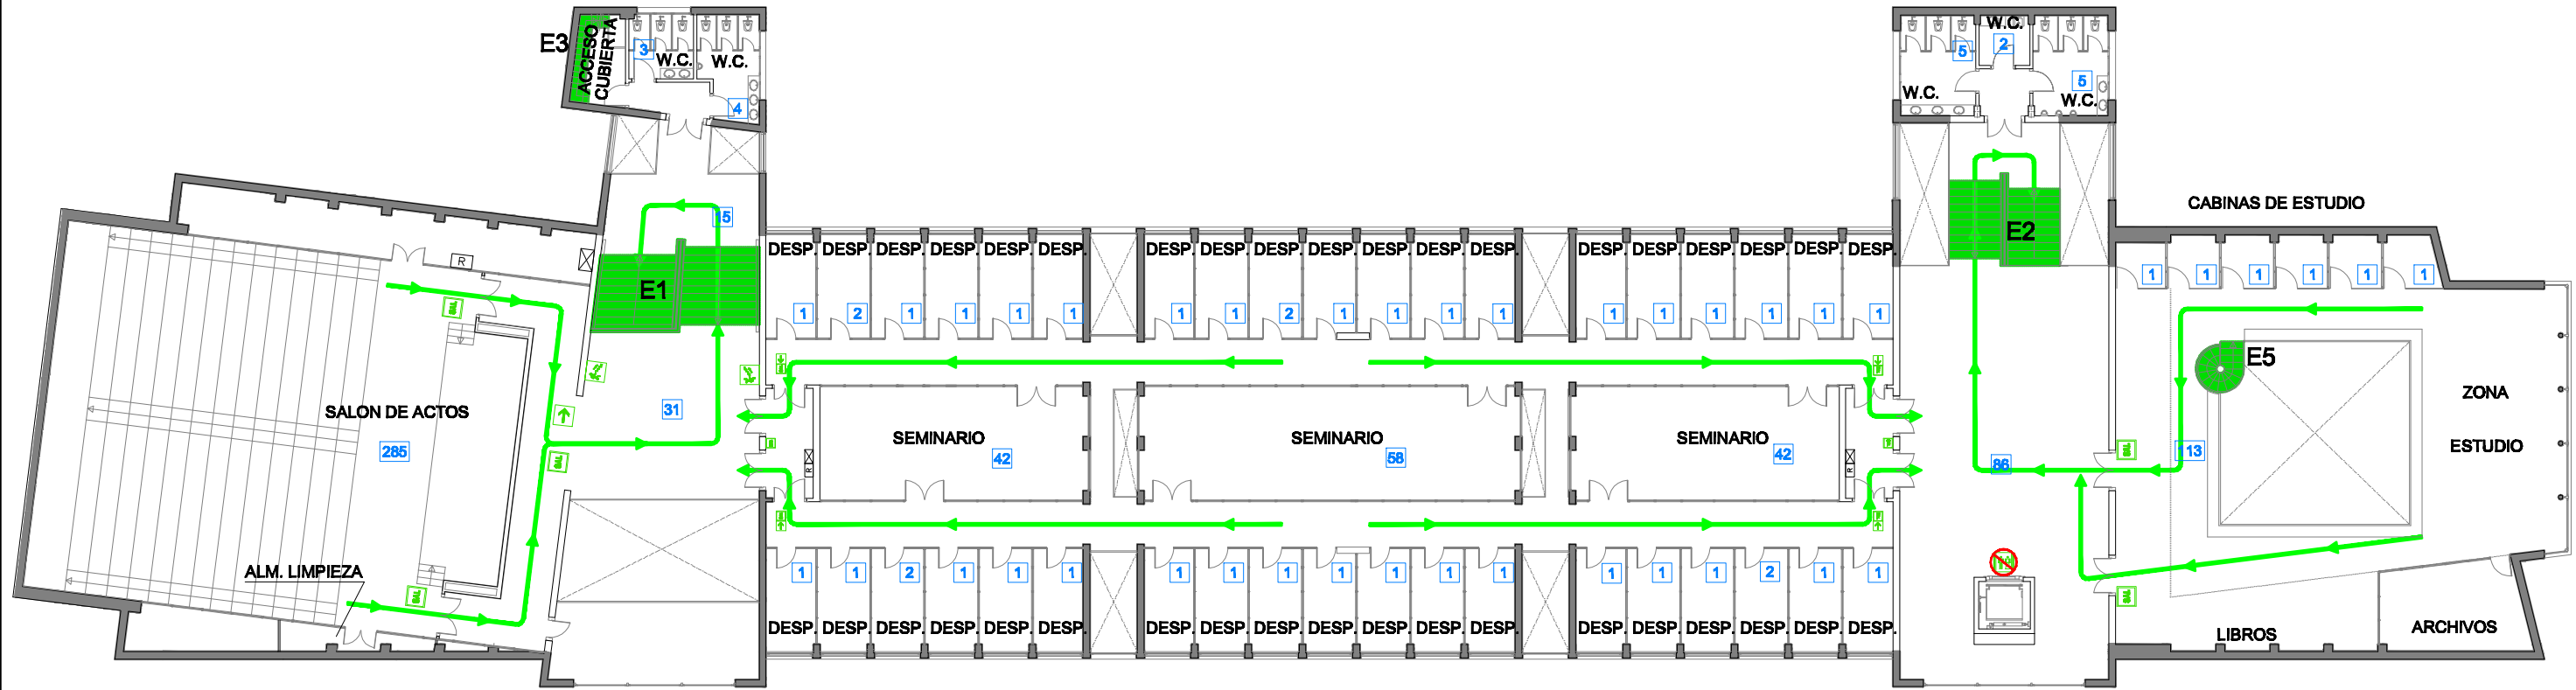 E3
ACCESO
CUBIERTA
3
W.C.
W.C.
4
W.C.
5
2
5
W.C.
W.C.
15
E1
R
CABINAS DE ESTUDIO
E2
DESP. DESP. DESP. DESP. DESP. DESP.
DESP. DESP. DESP. DESP. DESP. DESP. DESP.
DESP. DESP. DESP. DESP. DESP. DESP.
1 1 1 1 1 1
1 2 1 1 1 1
1 1 2 1 1 1 1
1 1 1 1 1 1
E5
SALON DE ACTOS
285
31
SEMINARIO
42
SEMINARIO
58
SEMINARIO
42
R
R
86
113
ZONA
ESTUDIO
ALM. LIMPIEZA
SAL
1 1 2 1 1 1
1 1 1 1 1 1 1
1 1 1 2 1 1
DESP. DESP. DESP. DESP. DESP. DESP.
DESP. DESP. DESP. DESP. DESP. DESP. DESP.
DESP. DESP. DESP. DESP. DESP. DESP.
LIBROS
ARCHIVOS